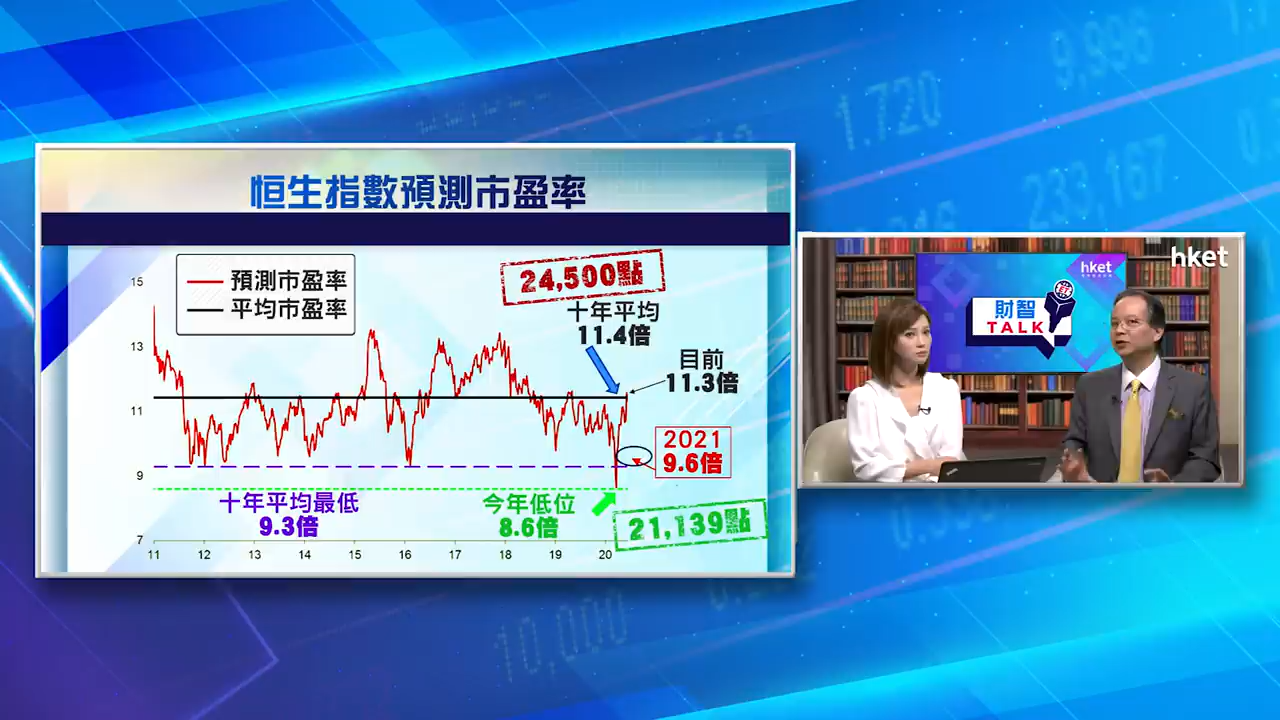 恒生指數預測市盈率
預測市盈率
平均市盈率
24,500點
十年平均
11.4倍
目前
11.3倍
2021
9.6倍
十年平均最低
9.3倍
今年低位
8.6倍
21,139點
15
13
11
9
7
11 12 13 14 15 16 17 18 19 20
hket
hket
財智
TALK
1.720
9,996
233,167
10,000